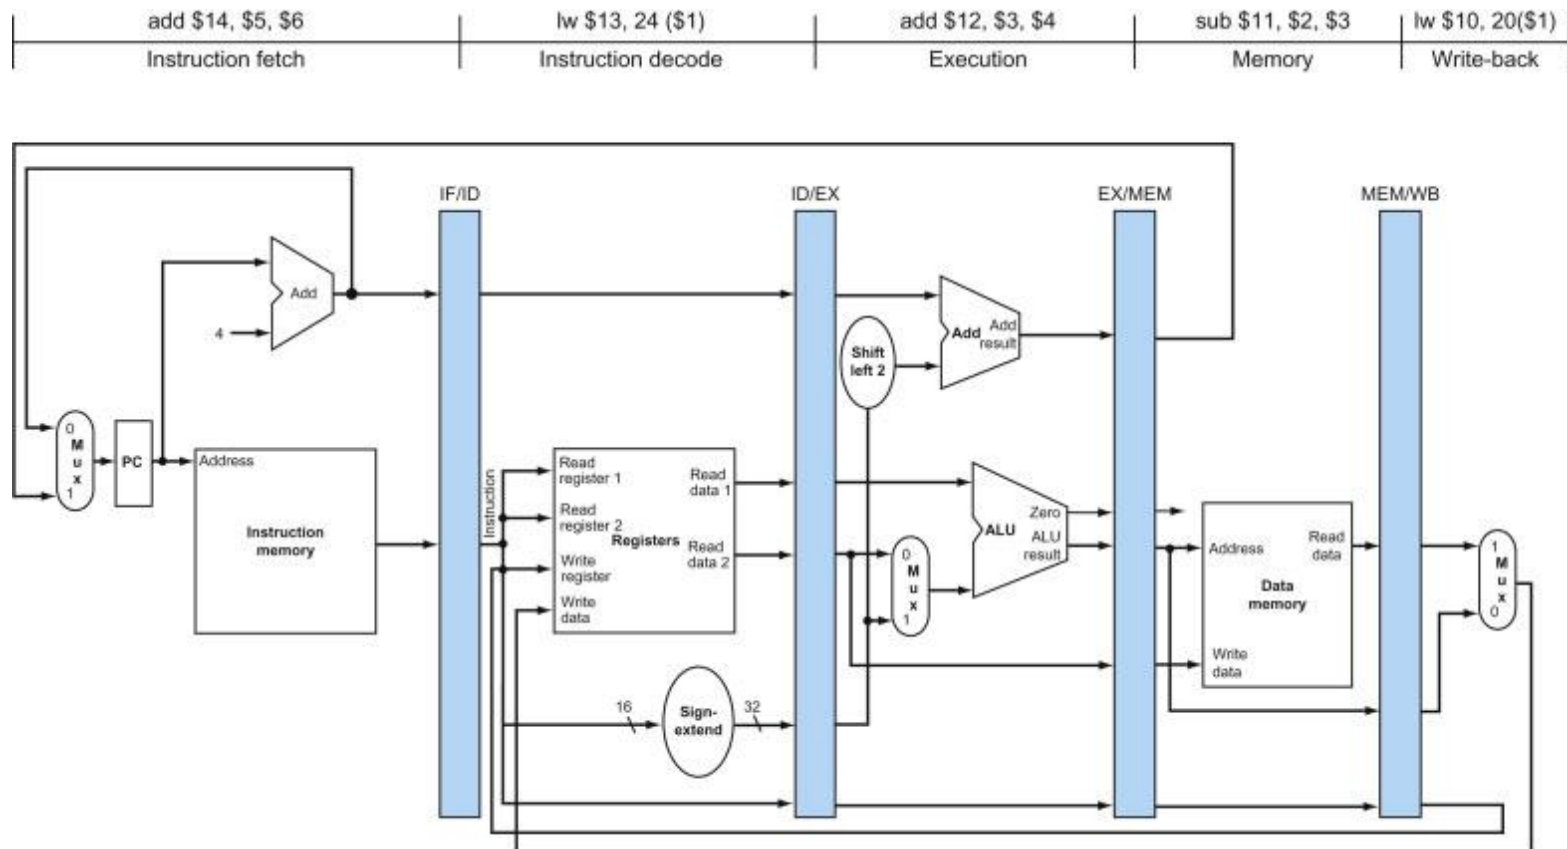 add $14, $5, $6
lw $13, 24 ($1)
add $12, $3, $4
sub $11, $2, $3
lw $10, 20($1)
Instruction fetch
Instruction decode
Execution
Memory
Write-back
IF/ID
ID/EX
EX/MEM
MEM/WB
Add
4
Shift
left 2
Add
Add
result
0
M
u
x
1
PC
Address
Instruction
memory
Instruction
Read
register 1
Read
register 2
Write
register
Write
data
Registers
Read
data 1
Read
data 2
16
Sign-
extend
32
0
M
u
x
1
ALU
Zero
ALU
result
Address
Write
data
Data
memory
Read
data
1
M
u
x
0